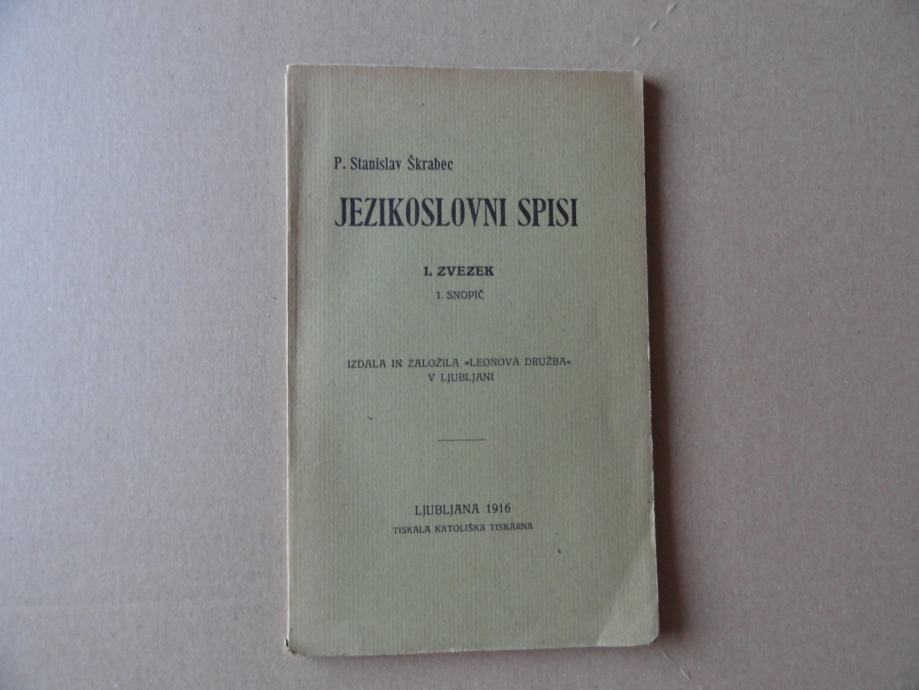 P. Stanislav Škrabec
JEZIKOSLOVNI SPISI
I. ZVEZEK
1. SNOPIČ
IZDALA IN ZALOŽILA »LEONOVA DRUŽBA«
V LJUBLJANI
LJUBLJANA 1916
TISKALA KATOLIŠKA TISKARNA